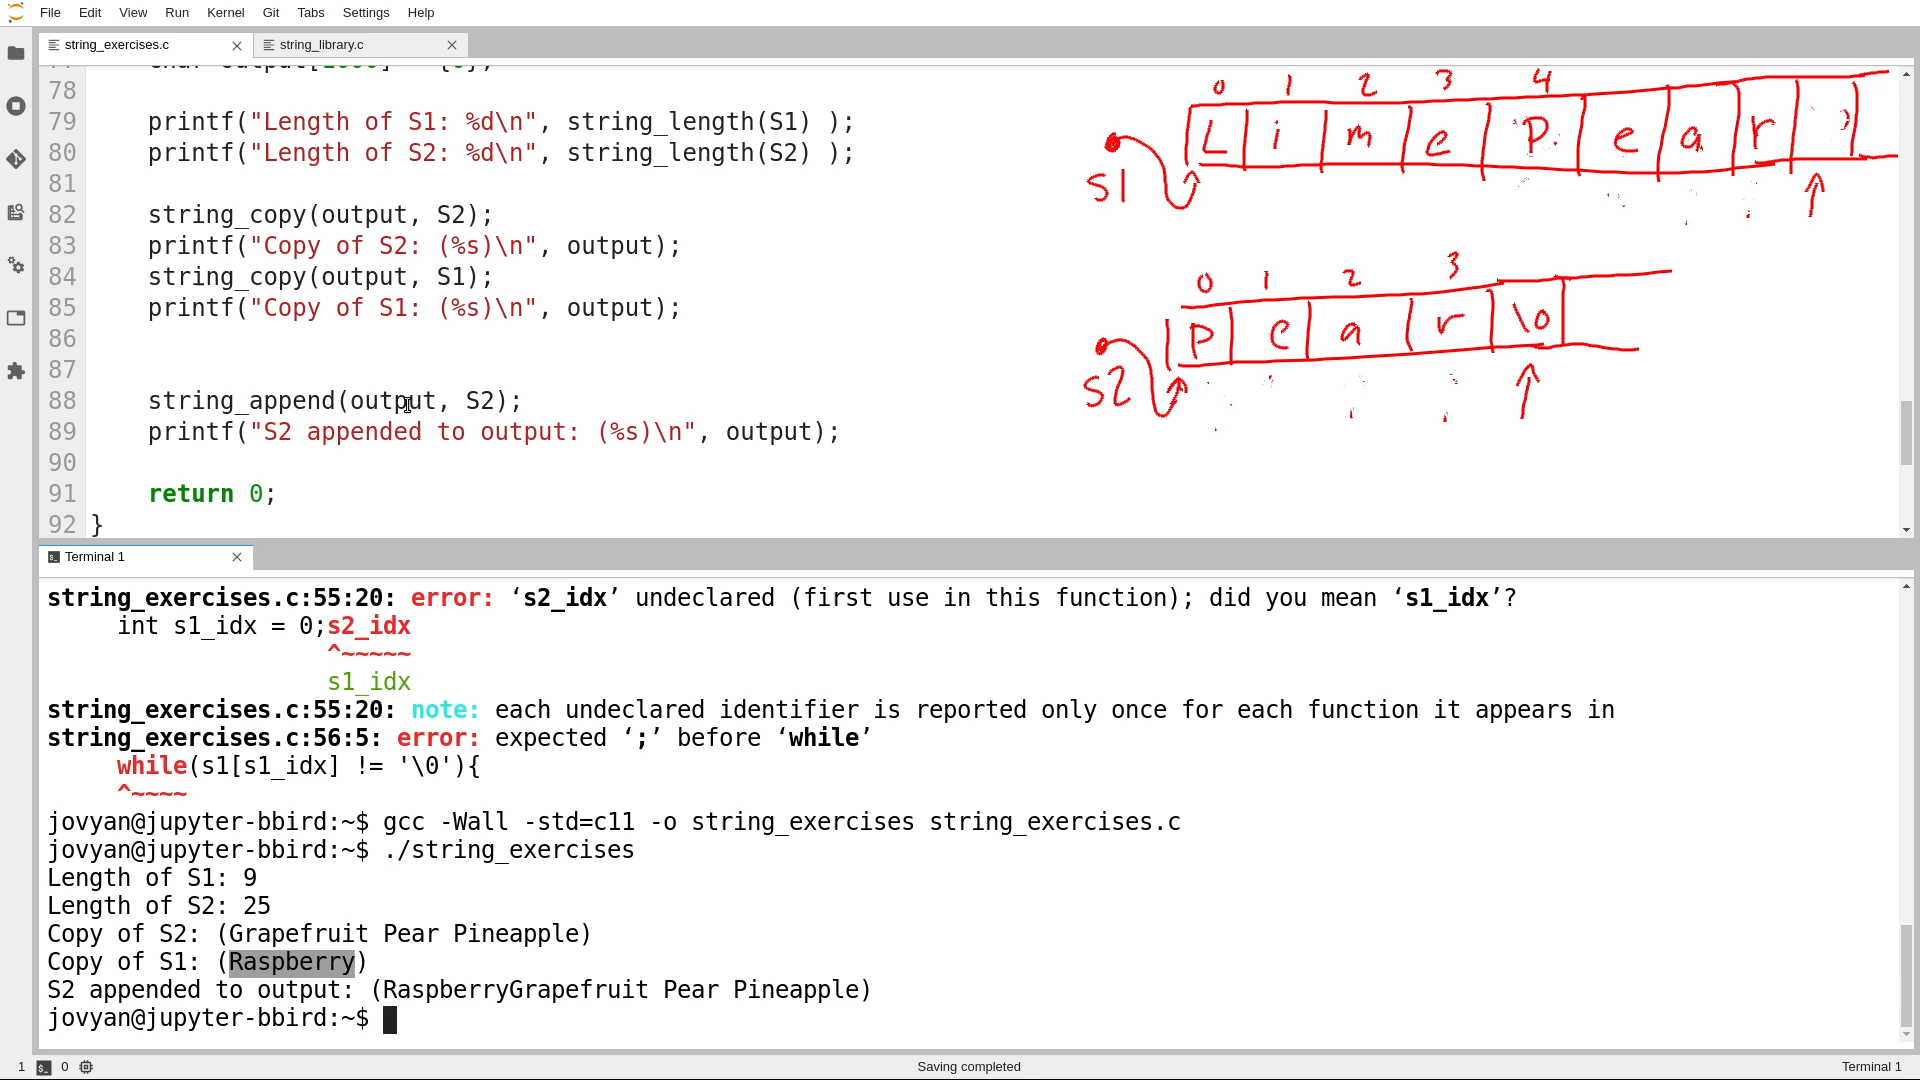 File Edit View Run Kernel Git Tabs Settings Help
string_exercises.c
string_library.c
78
79 printf("Length of S1: %d\n", string_length(S1) );
80 printf("Length of S2: %d\n", string_length(S2) );
81
82 string_copy(output, S2);
83 printf("Copy of S2: (%s)\n", output);
84 string_copy(output, S1);
85 printf("Copy of S1: (%s)\n", output);
86
87
88 string_append(output, S2);
89 printf("S2 appended to output: (%s)\n", output);
90
91 return 0;
92 }
0 1 2 3 4
L i m e P e a r
S1
0 1 2 3
P e a r \0
S2
Terminal 1
string_exercises.c:55:20: error: ‘s2_idx’ undeclared (first use in this function); did you mean ‘s1_idx’?
int s1_idx = 0;s2_idx
^~~~~~
s1_idx
string_exercises.c:55:20: note: each undeclared identifier is reported only once for each function it appears in
string_exercises.c:56:5: error: expected ‘;’ before ‘while’
while(s1[s1_idx] != '\0'){
^~~~~
jovyan@jupyter-bbird:~$ gcc -Wall -std=c11 -o string_exercises string_exercises.c
jovyan@jupyter-bbird:~$ ./string_exercises
Length of S1: 9
Length of S2: 25
Copy of S2: (Grapefruit Pear Pineapple)
Copy of S1: (Raspberry)
S2 appended to output: (RaspberryGrapefruit Pear Pineapple)
jovyan@jupyter-bbird:~$
1 0 Saving completed Terminal 1